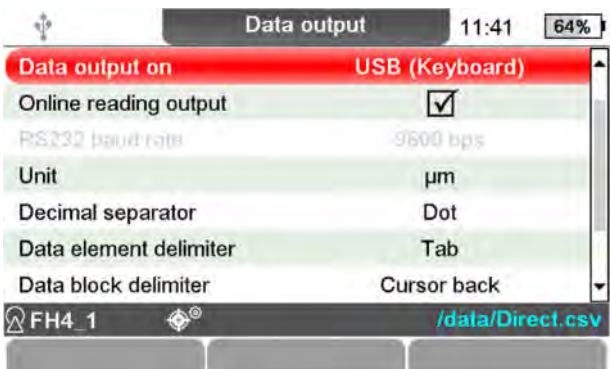 Data output 11:41 64%
Data output on USB (Keyboard)
Online reading output
RS232 baud rate 9600 bps
Unit µm
Decimal separator Dot
Data element delimiter Tab
Data block delimiter Cursor back
FH4_1 /data/Direct.csv